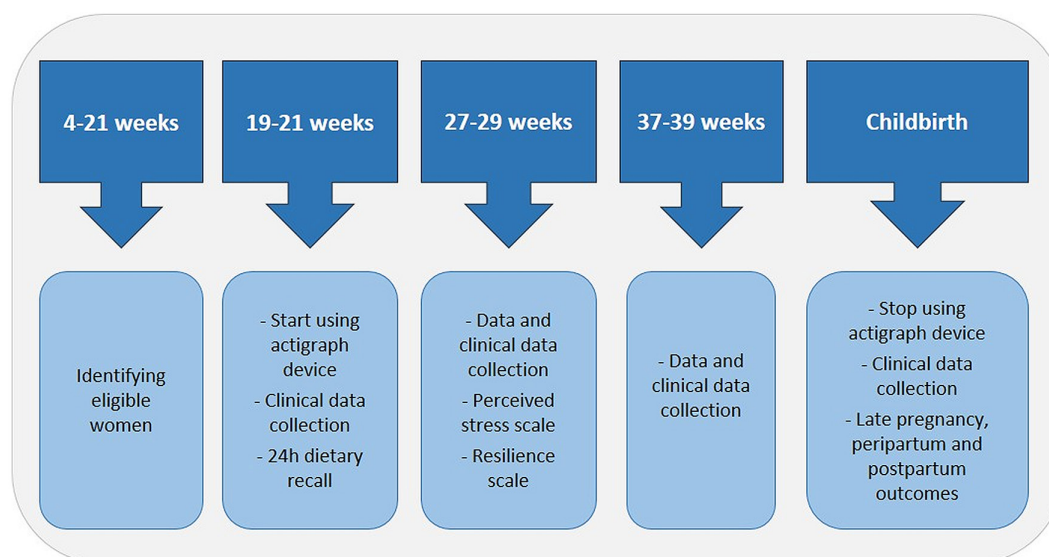 4-21 weeks
19-21 weeks
27-29 weeks
37-39 weeks
Childbirth
Identifying
eligible
women
- Start using
actigraph
device
- Clinical data
collection
- 24h dietary
recall
- Data and
clinical data
collection
- Perceived
stress scale
- Resilience
scale
- Data and
clinical data
collection
- Stop using
actigraph device
- Clinical data
collection
- Late pregnancy,
peripartum and
postpartum
outcomes